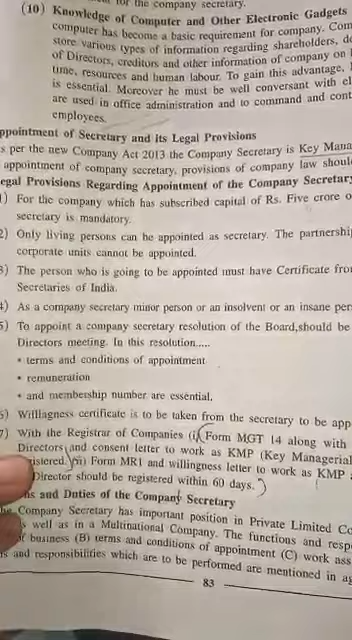 for the company secretary.
(10) Knowledge of Computer and Other Electronic Gadgets
computer has become a basic requirement for company. Com
store various types of information regarding shareholders, d
of Directors, creditors and other information of company on
time, resources and human labour. To gain this advantage,
is essential. Moreover he must be well conversant with el
are used in office administration and to command and cont
employees.
ppointment of Secretary and its Legal Provisions
s per the new Company Act 2013 the Company Secretary is Key Mana
appointment of company secretary, provisions of company law shoul
egal Provisions Regarding Appointment of the Company Secretary
1) For the company which has subscribed capital of Rs. Five crore o
secretary is mandatory.
2) Only living persons can be appointed as secretary. The partnershi
corporate units cannot be appointed.
3) The person who is going to be appointed must have Certificate fro
Secretaries of India.
4) As a company secretary minor person or an insolvent or an insane per
5) To appoint a company secretary resolution of the Board,should be
Directors meeting. In this resolution.....
• terms and conditions of appointment
• remuneration
• and membership number are essential.
6) Willingness certificate is to be taken from the secretary to be app
7) With the Registrar of Companies (i) Form MGT 14 along with
Directors and consent letter to work as KMP (Key Managerial
istered. (ii) Form MR1 and willingness letter to work as KMP
Director should be registered within 60 days.
ns and Duties of the Company Secretary
he Company Secretary has important position in Private Limited Co
s well as in a Multinational Company. The functions and resp
of business (B) terms and conditions of appointment (C) work ass
s and responsibilities which are to be performed are mentioned in ag
83